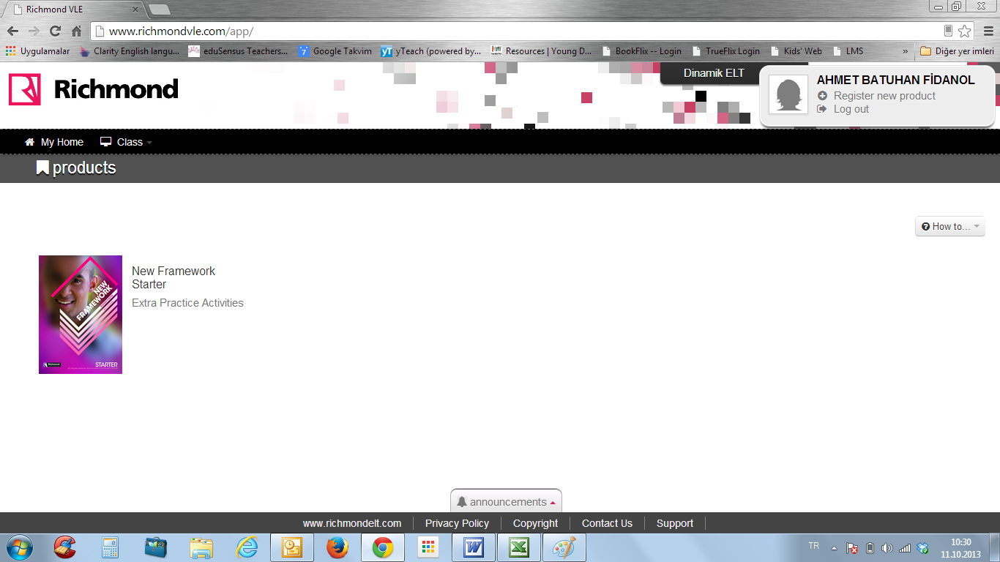 Richmond VLE
www.richmondvle.com/app/
Uygulamalar
Clarity English langu...
eduSensus Teachers...
Google Takvim
yTeach (powered by...
Resources | Young D...
BookFlix -- Login
TrueFlix Login
Kids' Web
LMS
»
Diğer yer imleri
Richmond
Dinamik ELT
AHMET BATUHAN FİDANOL
Register new product
Log out
My Home
Class
products
How to...
NEW
FRAMEWORK
Richmond
STARTER
New Framework
Starter
Extra Practice Activities
announcements
www.richmondelt.com
Privacy Policy
Copyright
Contact Us
Support
TR
10:30
11.10.2013